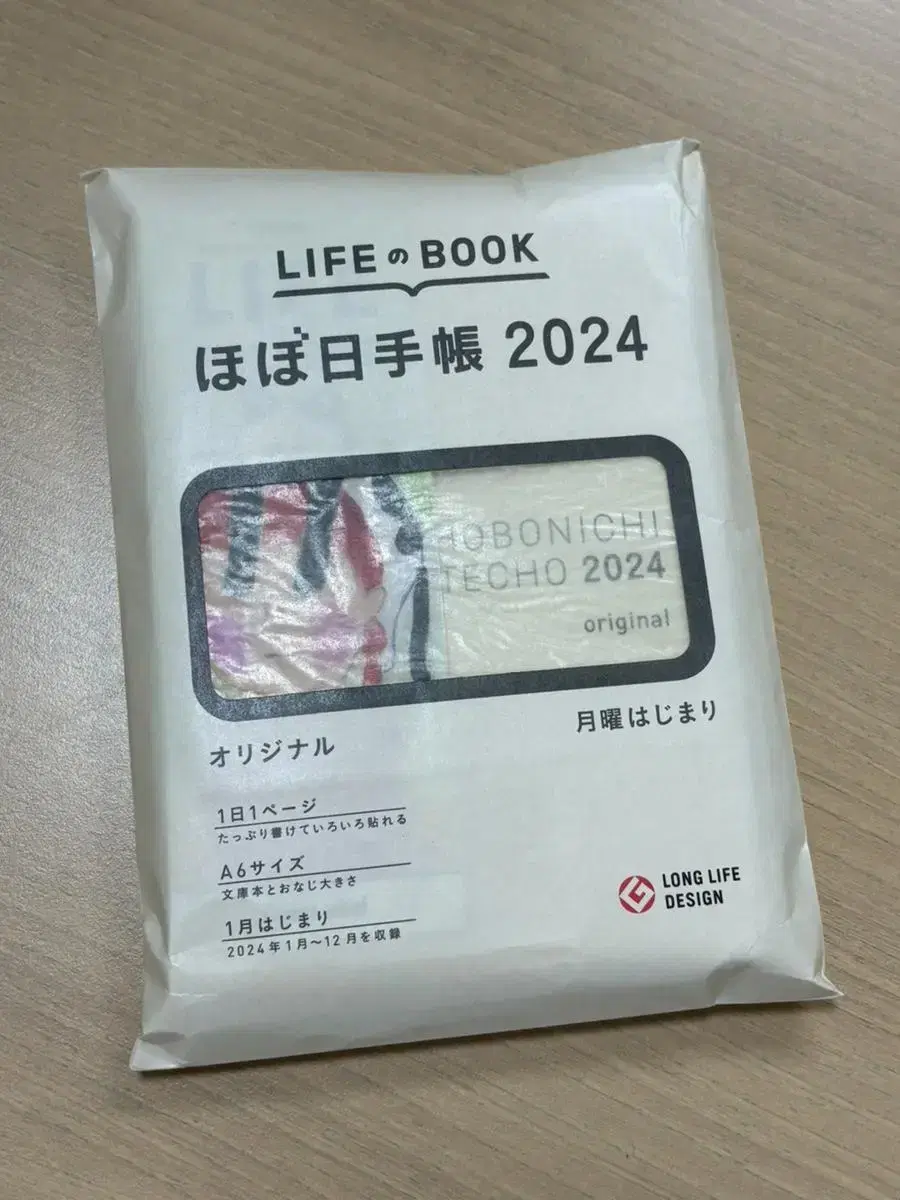 LIFEのBOOK
ほぼ日手帳 2024
HOBONICHI
TECHO 2024
original
オリジナル
月曜はじまり
1日1ページ
たっぷり書けていろいろ貼れる
A6サイズ
文庫本とおなじ大きさ
1月はじまり
2024年1月～12月を収録
LONG LIFE
DESIGN